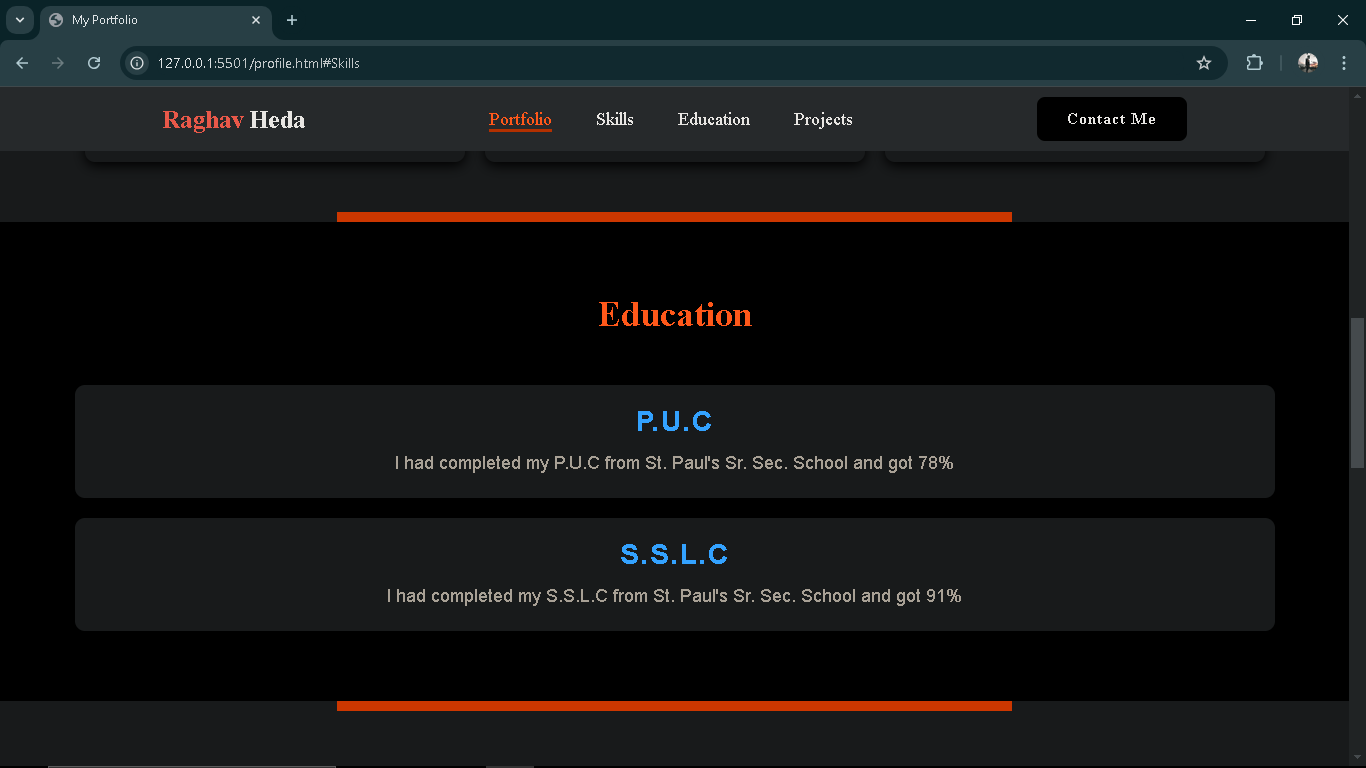 My Portfolio
127.0.0.1:5501/profile.html#Skills
Raghav Heda
Portfolio
Skills
Education
Projects
Contact Me
Education
P.U.C
I had completed my P.U.C from St. Paul's Sr. Sec. School and got 78%
S.S.L.C
I had completed my S.S.L.C from St. Paul's Sr. Sec. School and got 91%